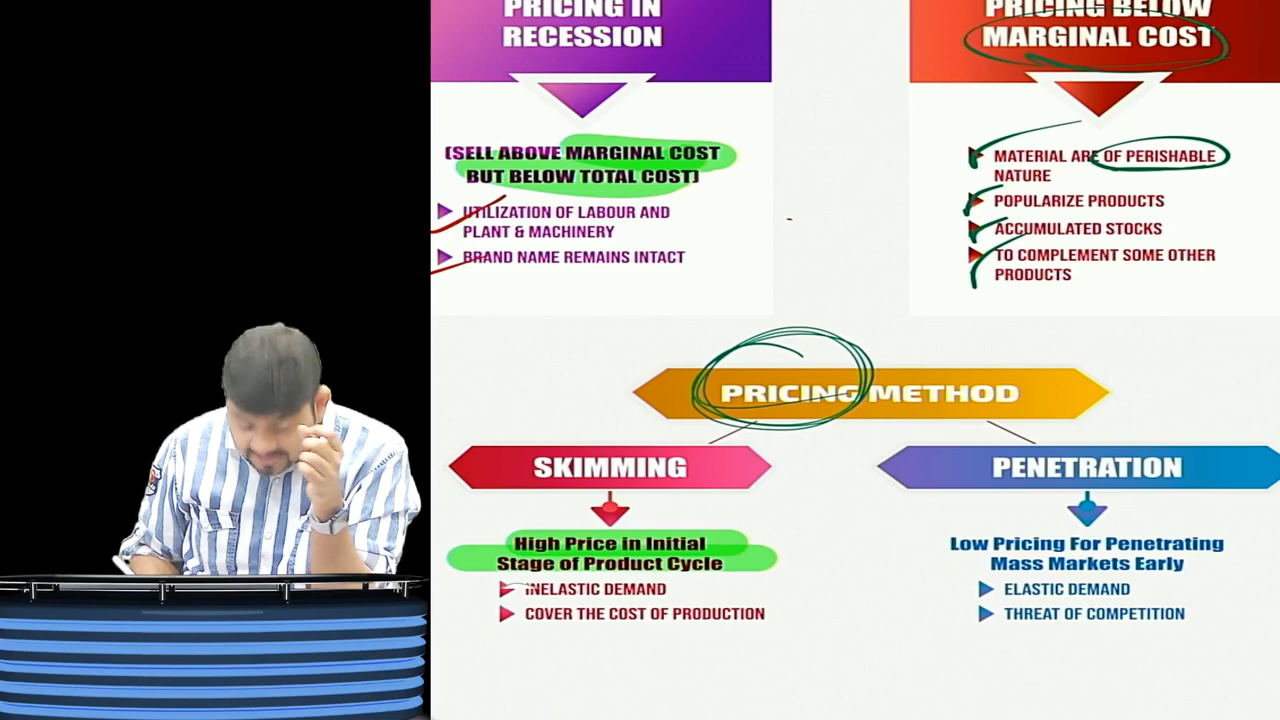 PRICING IN
RECESSION
(SELL ABOVE MARGINAL COST
BUT BELOW TOTAL COST)
UTILIZATION OF LABOUR AND
PLANT & MACHINERY
BRAND NAME REMAINS INTACT
PRICING BELOW
MARGINAL COST
MATERIAL ARE OF PERISHABLE
NATURE
POPULARIZE PRODUCTS
ACCUMULATED STOCKS
TO COMPLEMENT SOME OTHER
PRODUCTS
PRICING METHOD
SKIMMING
High Price in Initial
Stage of Product Cycle
INELASTIC DEMAND
COVER THE COST OF PRODUCTION
PENETRATION
Low Pricing For Penetrating
Mass Markets Early
ELASTIC DEMAND
THREAT OF COMPETITION